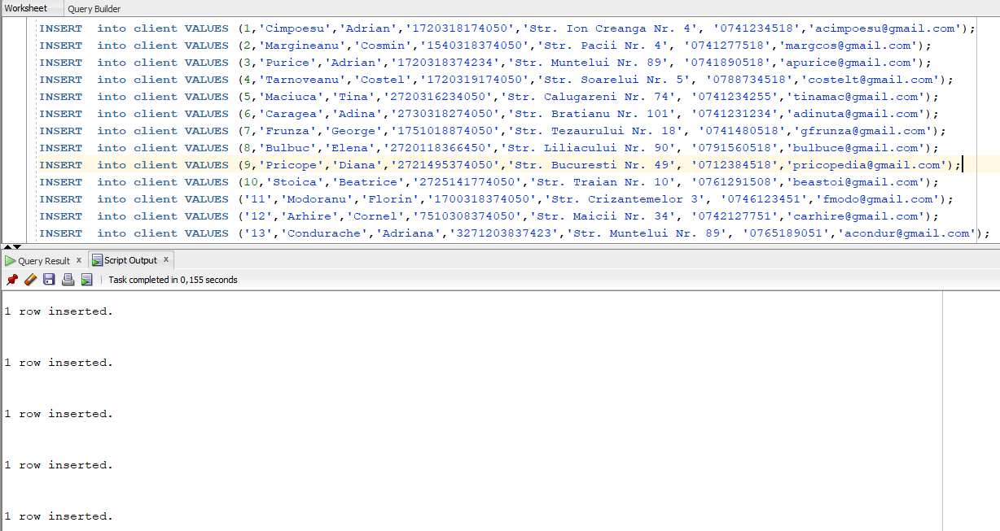 Worksheet Query Builder
INSERT into client VALUES (1,'Cimpoesu','Adrian','1720318174050','Str. Ion Creanga Nr. 4', '0741234518','acimpoesu@gmail.com');
INSERT into client VALUES (2,'Margineanu','Cosmin','1540318374050','Str. Pacii Nr. 4', '0741277518','margcos@gmail.com');
INSERT into client VALUES (3,'Purice','Adrian','1720318374234','Str. Muntelui Nr. 89', '0741890518','apurice@gmail.com');
INSERT into client VALUES (4,'Tarnoveanu','Costel','1720319174050','Str. Soarelui Nr. 5', '0788734518','costelt@gmail.com');
INSERT into client VALUES (5,'Maciuca','Tina','2720316234050','Str. Calugareni Nr. 74', '0741234255','tinamac@gmail.com');
INSERT into client VALUES (6,'Caragea','Adina','2730318274050','Str. Bratianu Nr. 101', '0741231234','adinuta@gmail.com');
INSERT into client VALUES (7,'Frunza','George','1751018874050','Str. Tezaurului Nr. 18', '0741480518','gfrunza@gmail.com');
INSERT into client VALUES (8,'Bulbuc','Elena','2720118366450','Str. Liliacului Nr. 90', '0791560518','bulbuce@gmail.com');
INSERT into client VALUES (9,'Pricope','Diana','2721495374050','Str. Bucuresti Nr. 49', '0712384518','pricopedia@gmail.com');
INSERT into client VALUES (10,'Stoica','Beatrice','2725141774050','Str. Traian Nr. 10', '0761291508','beastoi@gmail.com');
INSERT into client VALUES ('11','Modoranu','Florin','1700318374050','Str. Crizantemelor 3', '0746123451','fmodo@gmail.com');
INSERT into client VALUES ('12','Arhire','Cornel','7510308374050','Str. Maicii Nr. 34', '0742127751','carhire@gmail.com');
INSERT into client VALUES ('13','Condurache','Adriana','3271203837423','Str. Muntelui Nr. 89', '0765189051','acondur@gmail.com');
Query Result x Script Output x
Task completed in 0,155 seconds
1 row inserted.
1 row inserted.
1 row inserted.
1 row inserted.
1 row inserted.